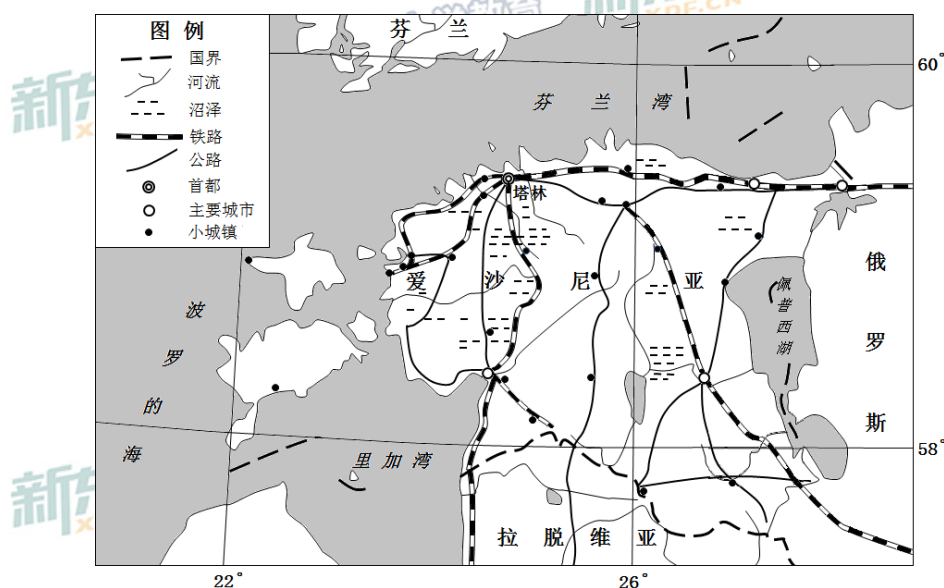 图例
国界
河流
沼泽
铁路
公路
首都
主要城市
小城镇
芬兰
60°
芬兰湾
塔林
爱沙尼亚
俄罗斯
佩普西湖
波罗的海
里加湾
58°
拉脱维亚
22°
26°